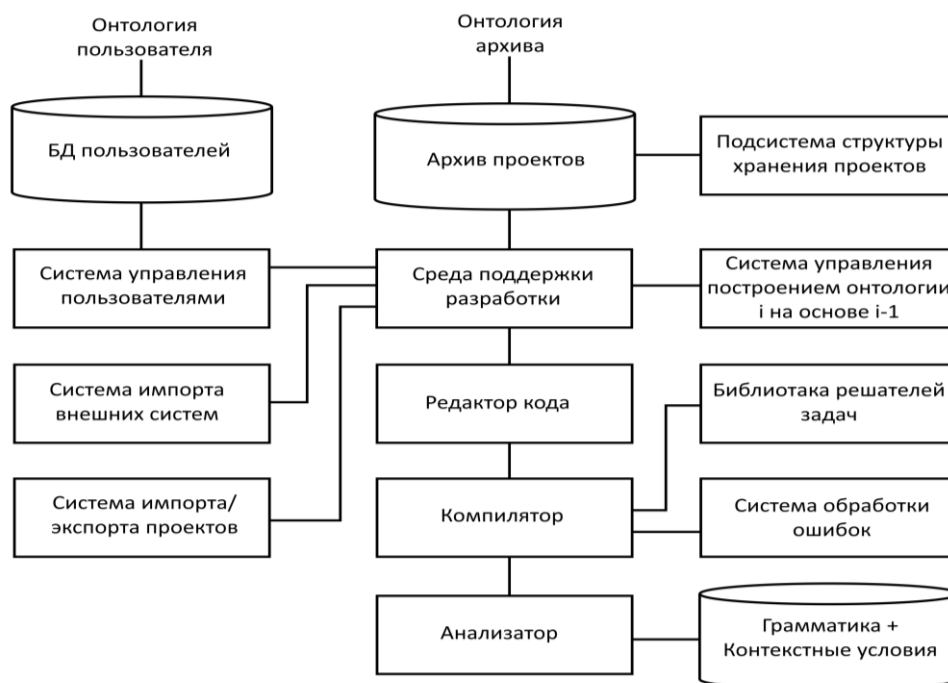 Онтология
пользователя
Онтология
архива
БД пользователей
Архив проектов
Подсистема структуры
хранения проектов
Система управления
пользователями
Среда поддержки
разработки
Система управления
построением онтологии
i на основе i-1
Система импорта
внешних систем
Редактор кода
Библиотака решателей
задач
Система импорта/
экспорта проектов
Компилятор
Система обработки
ошибок
Анализатор
Грамматика +
Контекстные условия